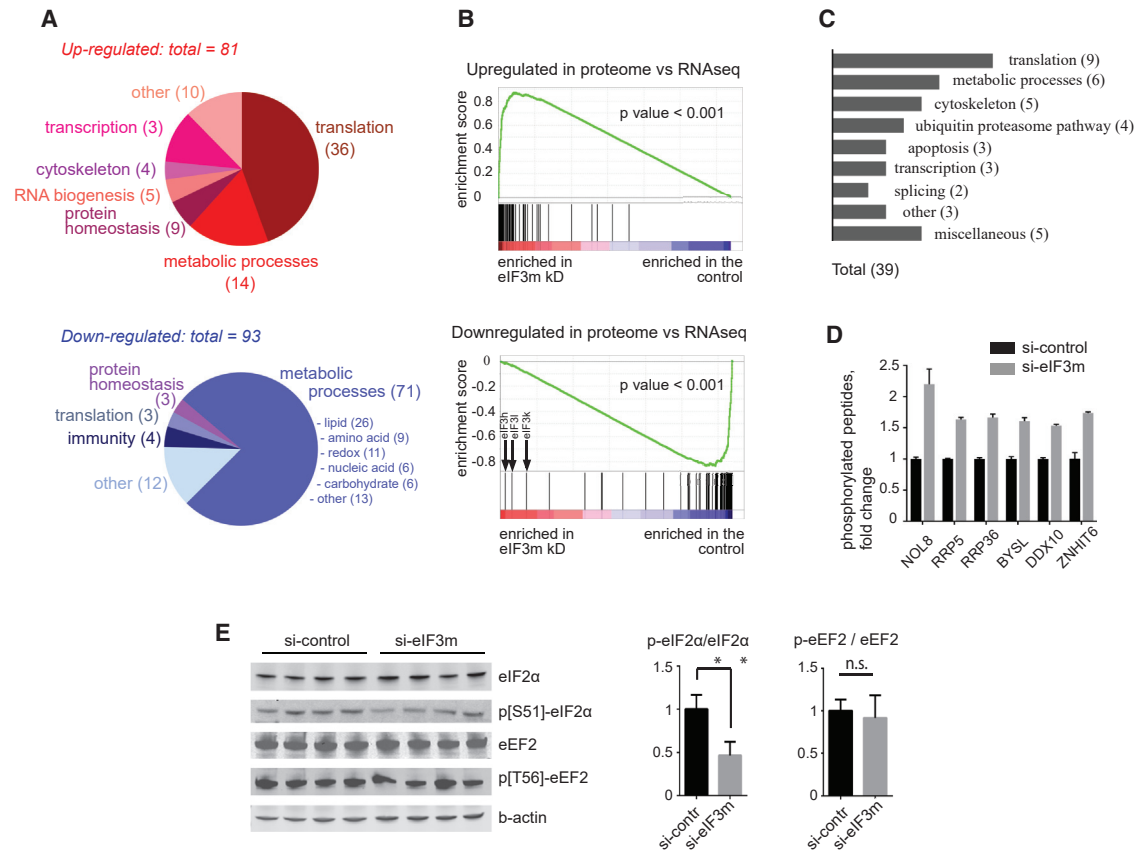 A
Up-regulated: total = 81
other (10)
transcription (3)
cytoskeleton (4)
RNA biogenesis (5)
protein
homeostasis (9)
metabolic processes
(14)
translation
(36)
Down-regulated: total = 93
protein
homeostasis
(3)
translation (3)
immunity (4)
other (12)
metabolic
processes (71)
- lipid (26)
- amino acid (9)
- redox (11)
- nucleic acid (6)
- carbohydrate (6)
- other (13)
B
Upregulated in proteome vs RNAseq
enrichment score
0.8
0.6
0.4
0.2
0
p value < 0.001
enriched in
eIF3m kD
enriched in the
control
Downregulated in proteome vs RNAseq
enrichment score
0
-0.2
-0.4
-0.6
-0.8
p value < 0.001
eIF3h
eIF3l
eIF3k
enriched in
eIF3m kD
enriched in the
control
C
translation (9)
metabolic processes (6)
cytoskeleton (5)
ubiquitin proteasome pathway (4)
apoptosis (3)
transcription (3)
splicing (2)
other (3)
miscellaneous (5)
Total (39)
D
si-control
si-eIF3m
phosphorylated peptides,
fold change
2.5
2
1.5
1
0.5
0
NOL8
RRP5
RRP36
BYSL
DDX10
ZNHIT6
E
si-control
si-eIF3m
eIF2α
p[S51]-eIF2α
eEF2
p[T56]-eEF2
b-actin
p-eIF2α/eIF2α
1.5
1
0.5
0
* *
si-contr
si-eIF3m
p-eEF2 / eEF2
1.5
1
0.5
0
n.s.
si-contr
si-eIF3m